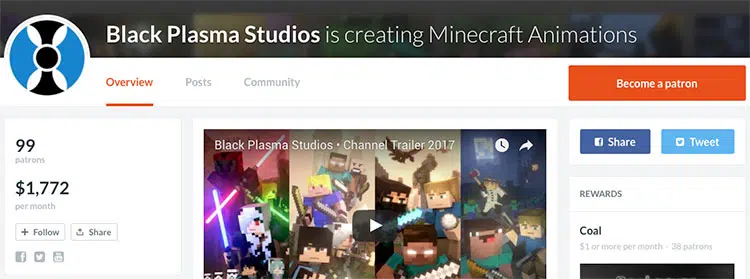 Black Plasma Studios is creating Minecraft Animations
Overview
Posts
Community
Become a patron
99
patrons
$1,772
per month
Follow
Share
Black Plasma Studios • Channel Trailer 2017
Share
Tweet
REWARDS
Coal
$1 or more per month · 38 patrons